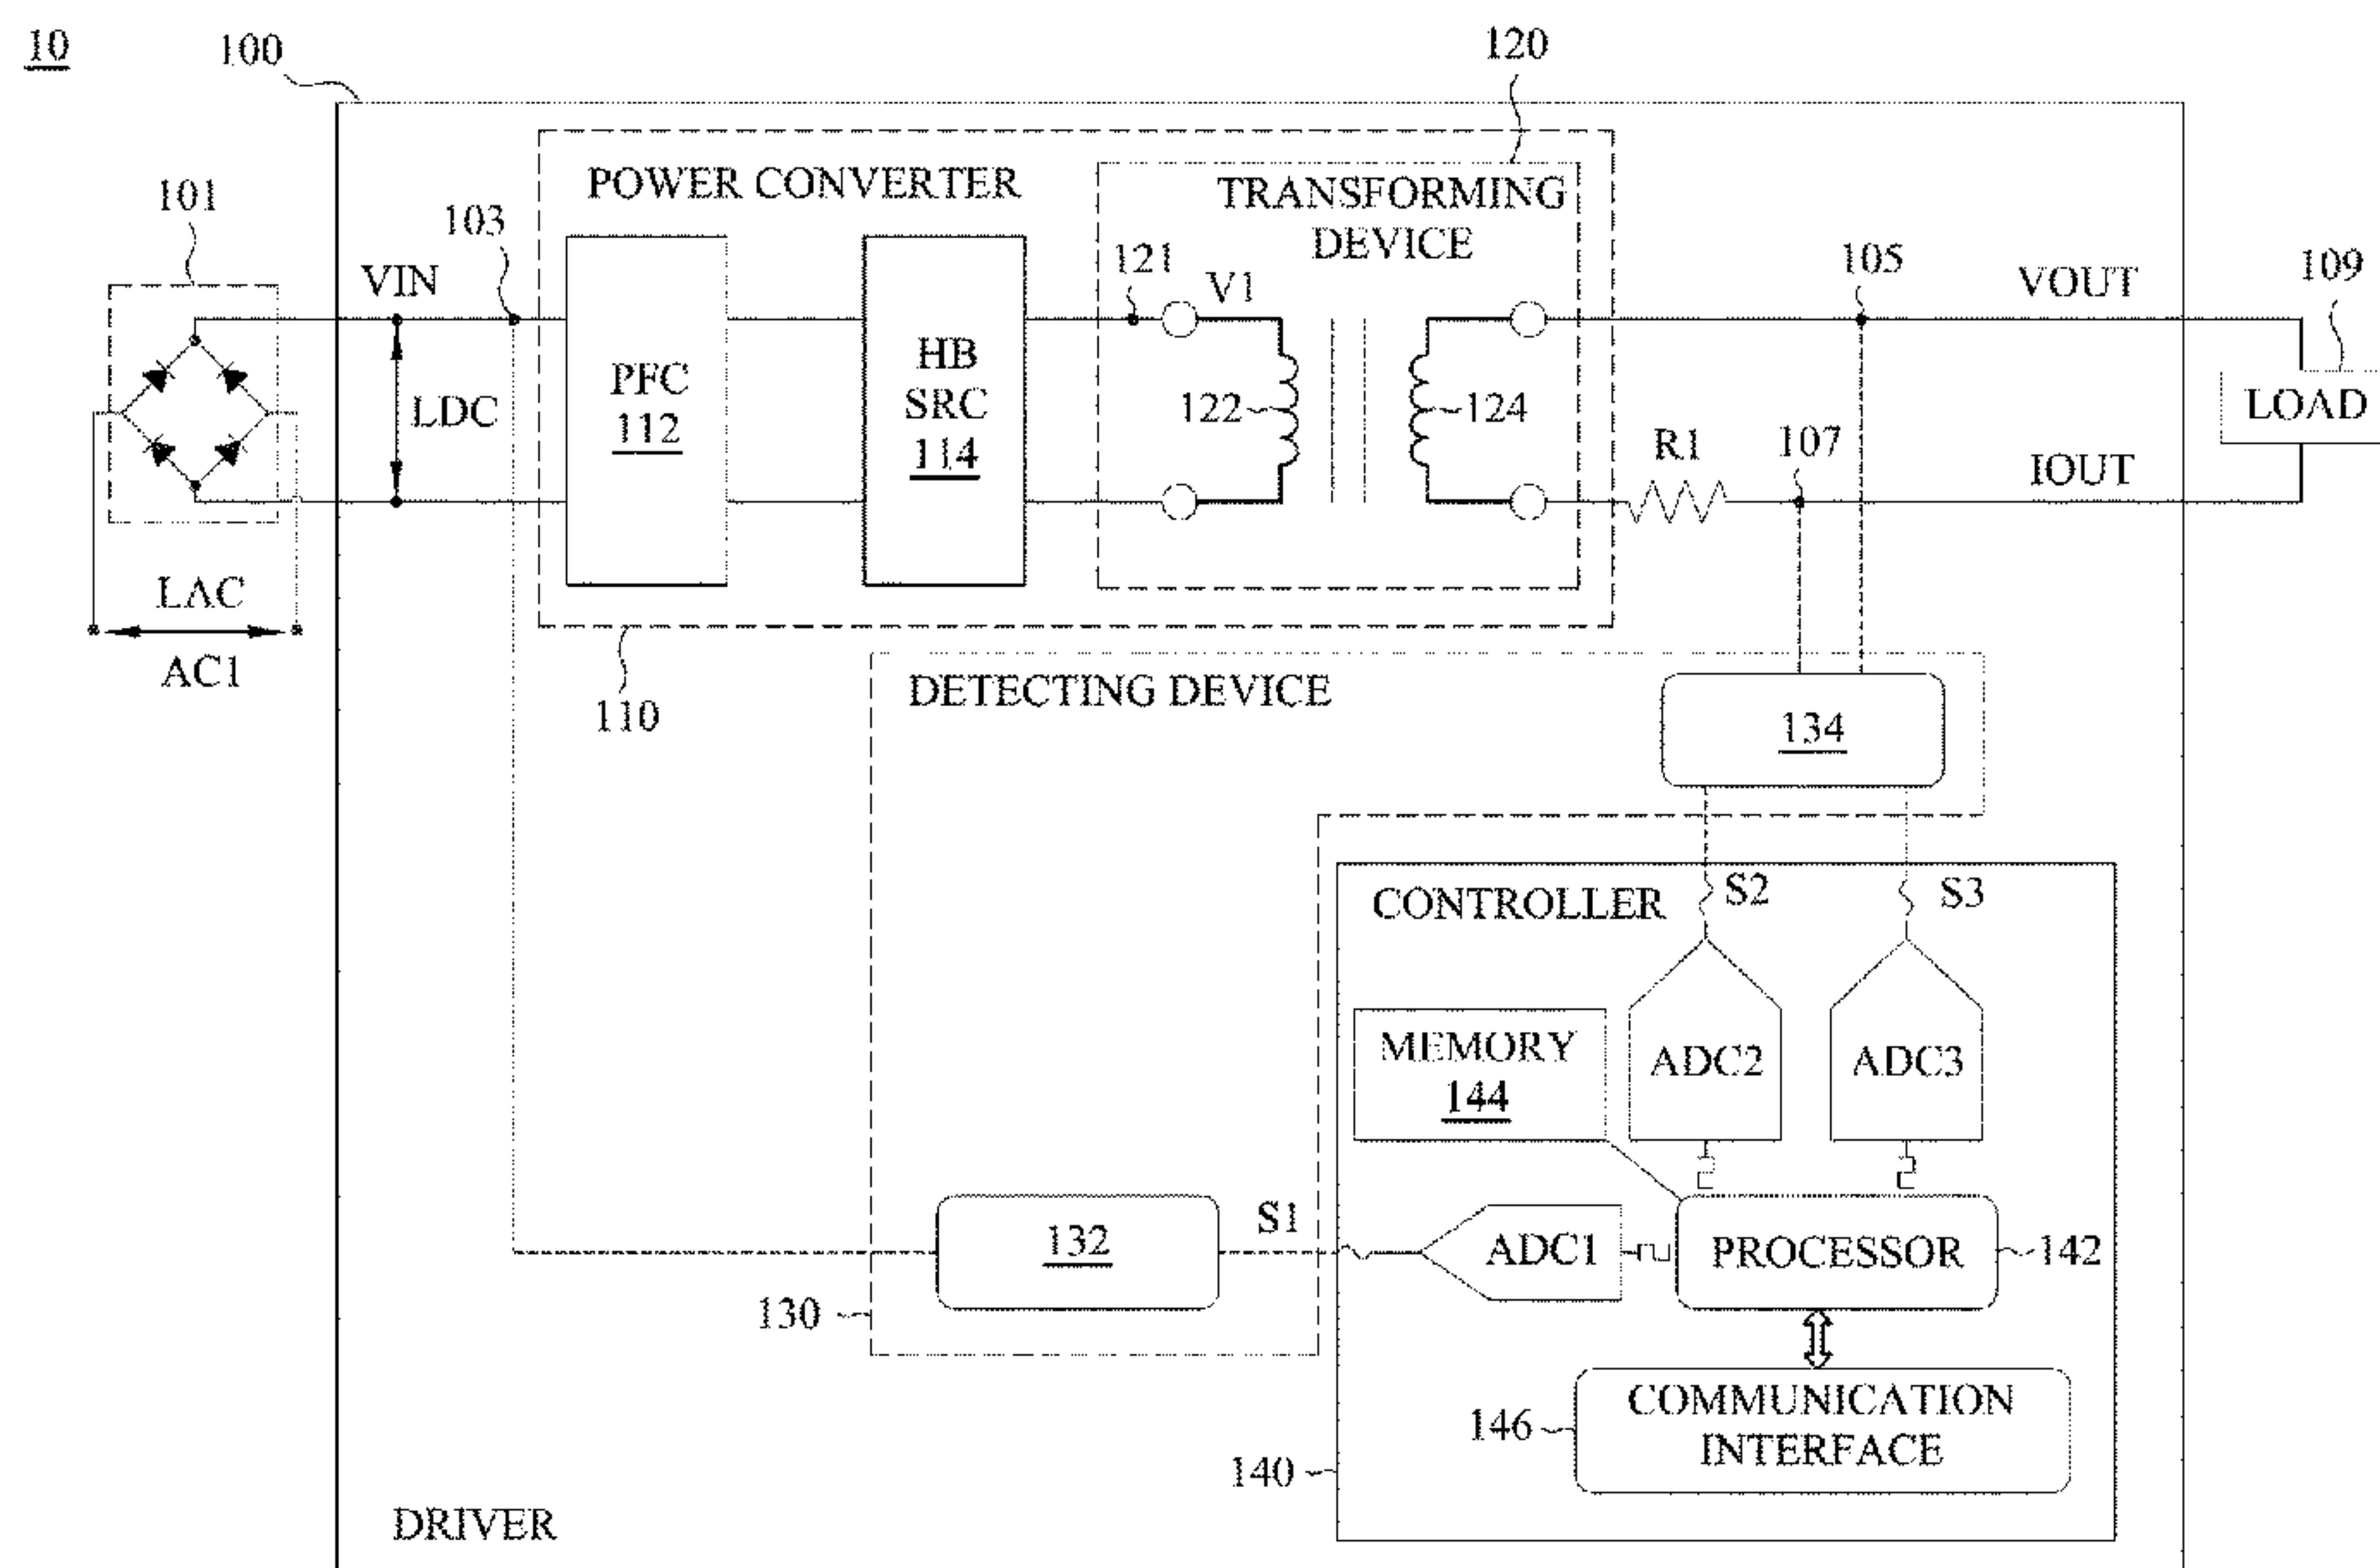 10
100
120
101
103
POWER CONVERTER
TRANSFORMING
DEVICE
121
V1
105
109
VIN
VOUT
LDC
PFC
112
HB
SRC
114
122
124
R1
107
LOAD
IOUT
LAC
AC1
110
DETECTING DEVICE
134
CONTROLLER
S2
S3
MEMORY
144
ADC2
ADC3
132
S1
ADC1
PROCESSOR
142
130
COMMUNICATION
INTERFACE
146
140
DRIVER